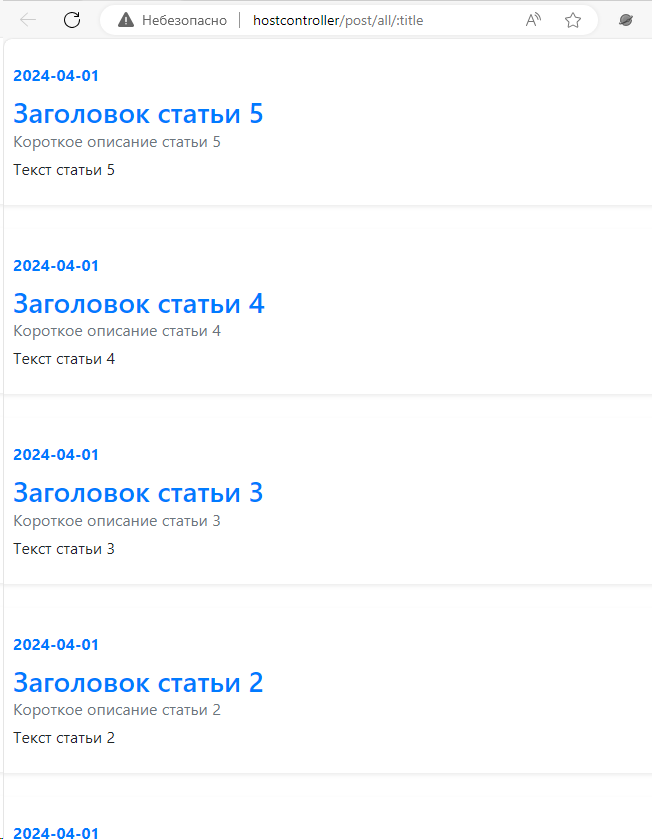 Небезопасно hostcontroller/post/all/:title
2024-04-01
Заголовок статьи 5
Короткое описание статьи 5
Текст статьи 5
2024-04-01
Заголовок статьи 4
Короткое описание статьи 4
Текст статьи 4
2024-04-01
Заголовок статьи 3
Короткое описание статьи 3
Текст статьи 3
2024-04-01
Заголовок статьи 2
Короткое описание статьи 2
Текст статьи 2
2024-04-01